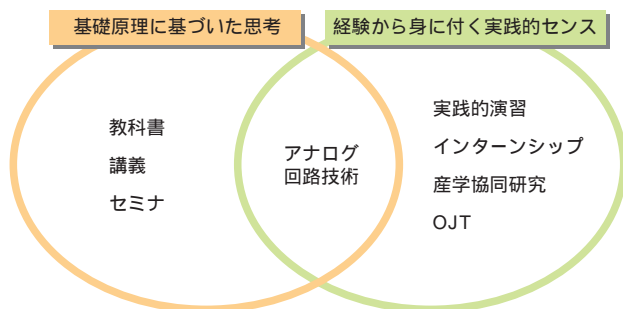 基礎原理に基づいた思考
経験から身に付く実践的センス
教科書
講義
セミナ
アナログ
回路技術
実践的演習
インターンシップ
産学協同研究
OJT